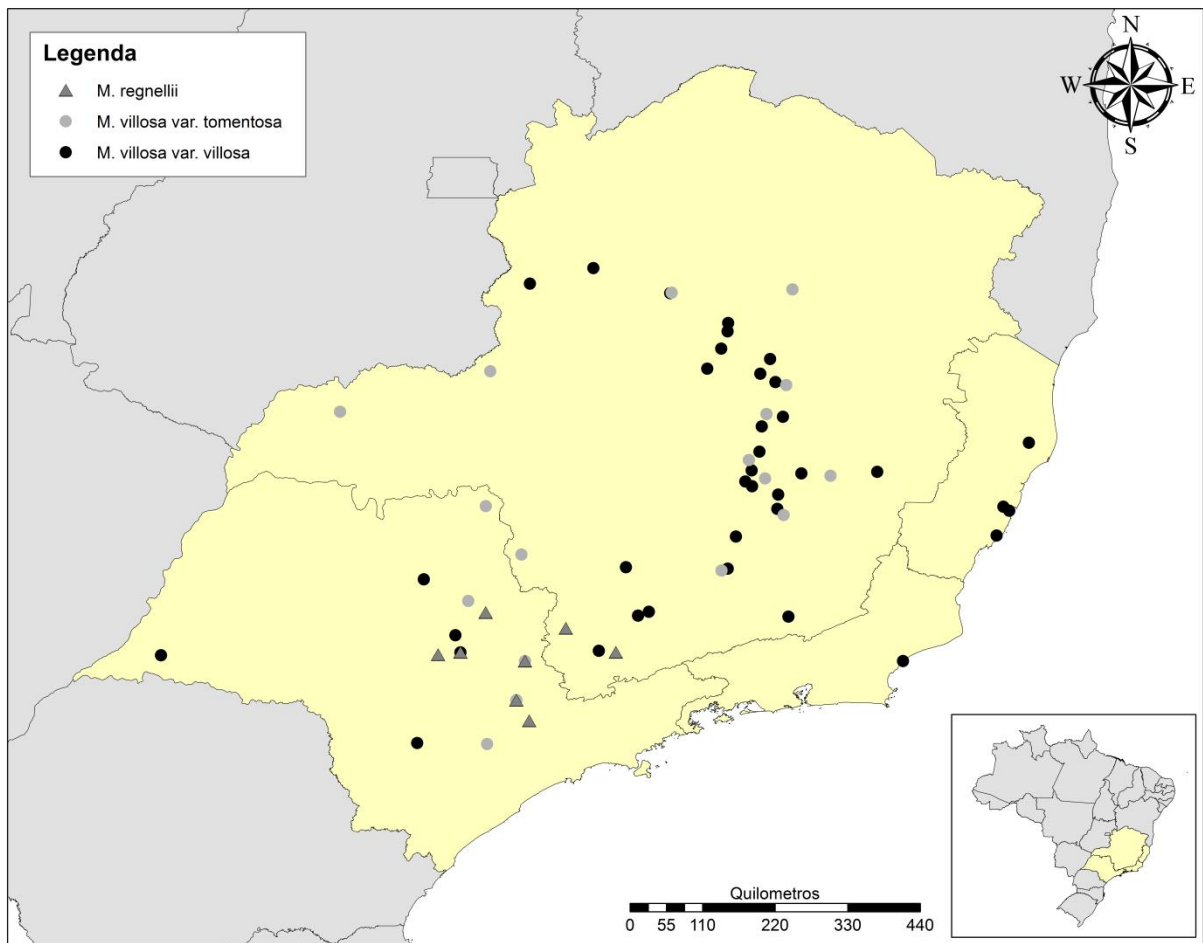 Legenda
M. regnellii
M. villosa var. tomentosa
M. villosa var. villosa
N
W E
S
Quilometros
0 55 110 220 330 440